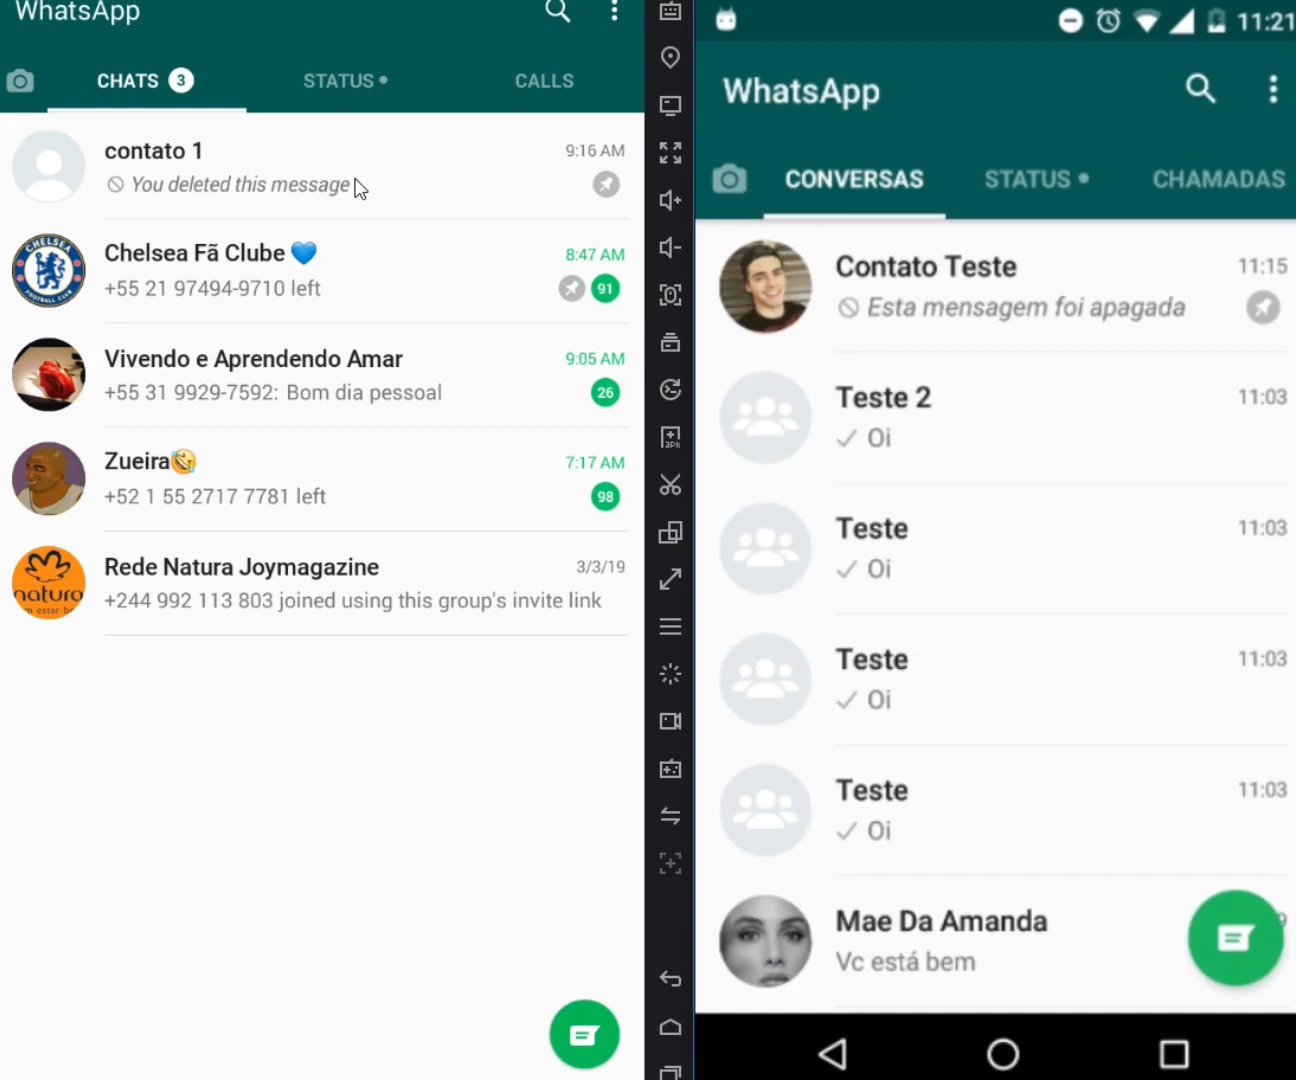 WhatsApp
CHATS 3
STATUS
CALLS
contato 1
9:16 AM
You deleted this message
Chelsea Fã Clube 💙
8:47 AM
+55 21 97494-9710 left
91
Vivendo e Aprendendo Amar
9:05 AM
+55 31 9929-7592: Bom dia pessoal
26
Zueira🤣
7:17 AM
+52 1 55 2717 7781 left
98
Rede Natura Joymagazine
3/3/19
+244 992 113 803 joined using this group's invite link
CHELSEA
FOOTBALL CLUB
natura
11:21
WhatsApp
CONVERSAS
STATUS
CHAMADAS
Contato Teste
11:15
Esta mensagem foi apagada
Teste 2
11:03
Oi
Teste
11:03
Oi
Teste
11:03
Oi
Teste
11:03
Oi
Mae Da Amanda
Vc está bem